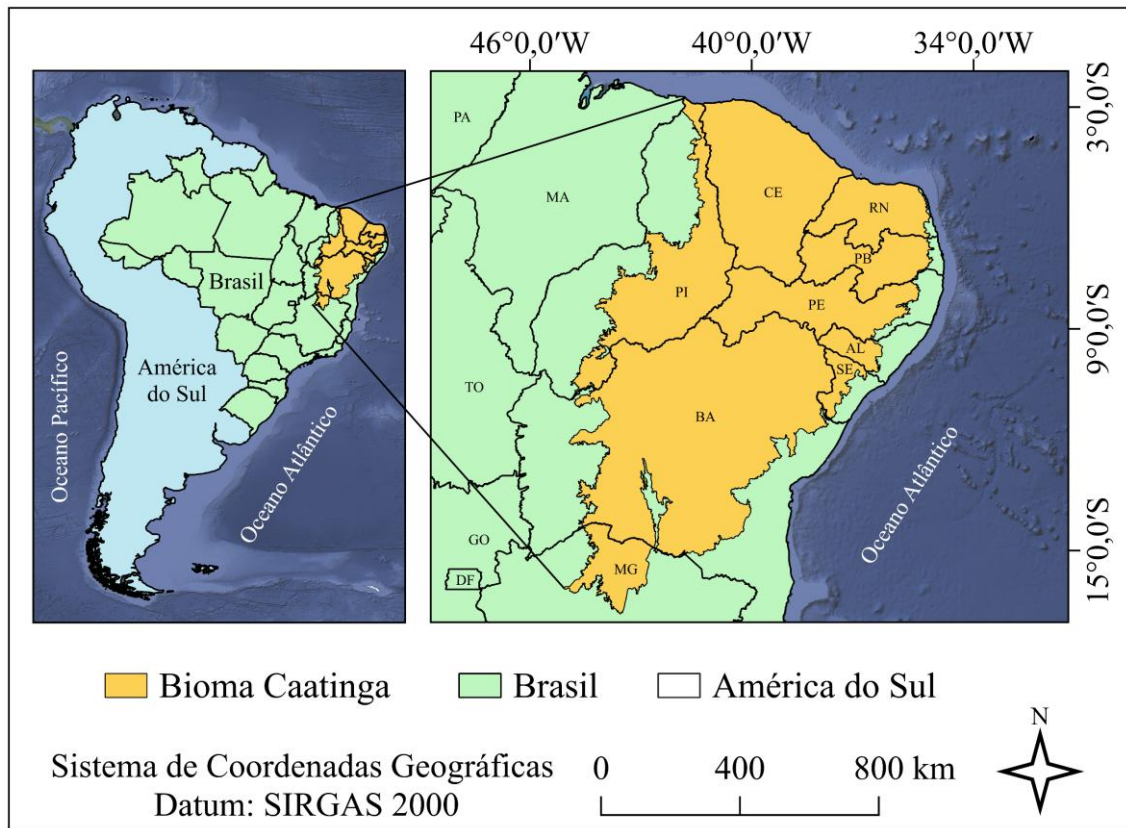 46°0,0'W
40°0,0'W
34°0,0'W
3°0,0'S
9°0,0'S
15°0,0'S
Brasil
América
do Sul
Oceano Pacífico
Oceano Atlântico
PA
MA
CE
RN
PB
PI
PE
AL
SE
TO
BA
GO
DF
MG
Oceano Atlântico
Bioma Caatinga
Brasil
América do Sul
Sistema de Coordenadas Geográficas
Datum: SIRGAS 2000
0 400 800 km
N